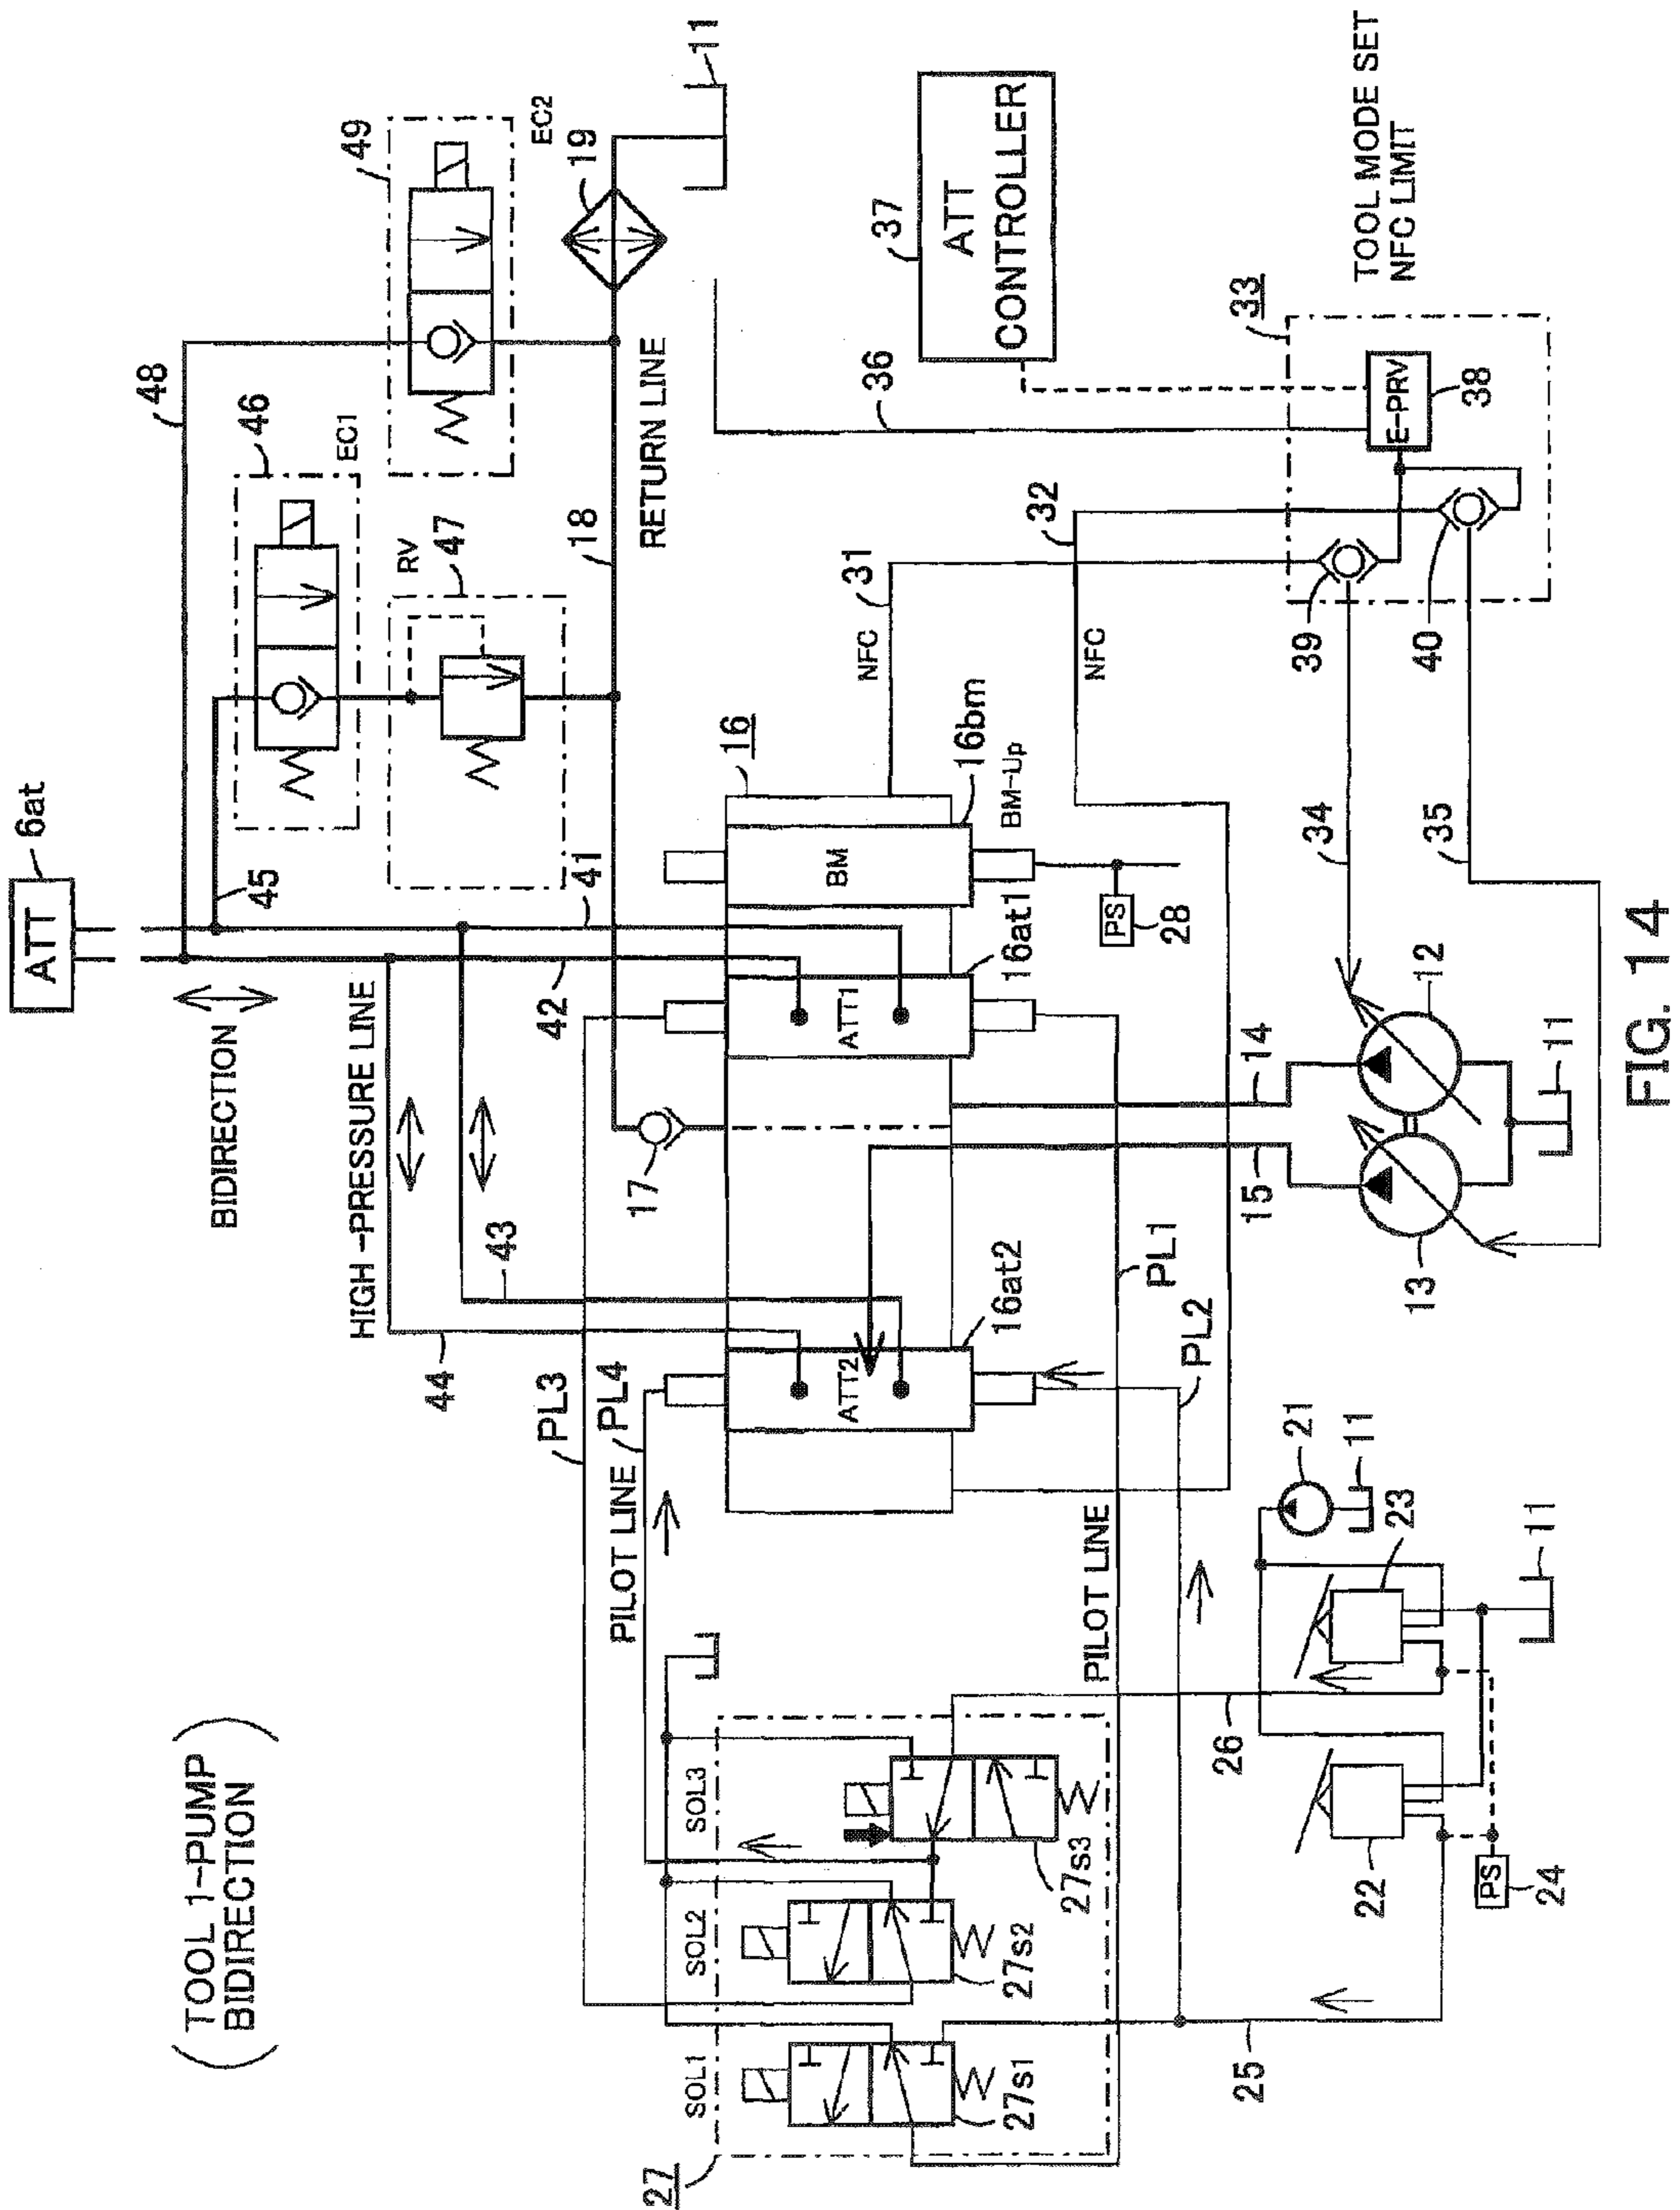 (TOOL 1-PUMP
BIDIRECTION)
ATT
6at
BIDIRECTION
HIGH-PRESSURE LINE
48
46
EC1
49
EC2
45
RV
47
19
11
41
42
18
RETURN LINE
43
44
17
16
PL3
PILOT LINE
PL4
ATT2
16at2
ATT1
16at1
BM
16bm
BM-Up
PS
28
NFC
31
NFC
32
36
37
ATT
CONTROLLER
33
TOOL MODE SET
NFC LIMIT
E-PRV
38
39
40
34
35
PILOT LINE
PL1
PL2
14
15
12
13
11
27
SOL1
SOL2
SOL3
27s1
27s2
27s3
25
26
22
23
21
11
11
PS
24
FIG. 14